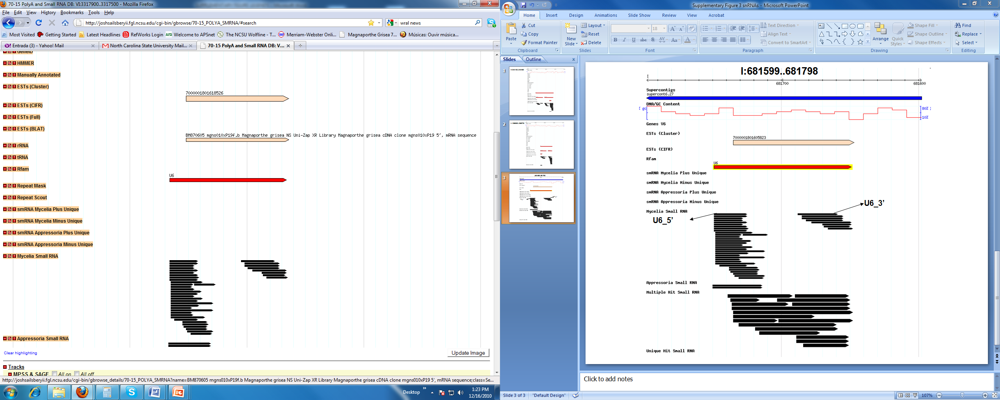 70-15 PolyA and Small RNA DB: VI:3317900..3317500 - Mozilla Firefox
File Edit View History Bookmarks Tools Help
http://joshsailsberyii.fgl.ncsu.edu/cgi-bin/gbrowse/70-15_POLYA_SMRNA/#search
wral news
Most Visited Getting Started Latest Headlines RefWorks Login APS Welcome to APSnet The NCSU Wolfline - T... Merriam-Webster Onli... Magnaporthe Grisea 7... Músicas: Ouvir música...
Entrada (3) - Yahoo! Mail
North Carolina State University Mail...
70-15 PolyA and Small RNA DB: V...
GeneID
HMMER
Manually Annotated
ESTs (Cluster)
7000001801618526
ESTs (CIFR)
ESTs (Full)
ESTs (BLAT)
BM870605 mgns010xP19f.b Magnaporthe grisea NS Uni-Zap XR Library Magnaporthe grisea cDNA clone mgns010xP19 5', mRNA sequence
rRNA
tRNA
Rfam
U6
Repeat Mask
Repeat Scout
smRNA Mycelia Plus Unique
smRNA Mycelia Minus Unique
smRNA Appressoria Plus Unique
smRNA Appressoria Minus Unique
Mycelia Small RNA
Appressoria Small RNA
Clear highlighting
Update Image
Tracks
MPSS & SAGE All on All off
http://joshsailsberyii.fgl.ncsu.edu/cgi-bin/gbrowse_details/70-15_POLYA_SMRNA?name=BM870605 mgns010xP19f.b Magnaporthe grisea NS Uni-Zap XR Library Magnaporthe grisea cDNA clone mgns010xP19 5', mRNA sequence;class=Se...
Desktop
1:23 PM
12/16/2010
Supplementary Figure 3 snRNAs - Microsoft PowerPoint
Home Insert Design Animations Slide Show Review View Acrobat
Paste
Cut
Copy
Format Painter
Clipboard
New
Slide
Layout
Reset
Delete
Slides
18
Font
Text Direction
Align Text
Convert to SmartArt
Paragraph
Arrange
Quick
Styles
Shape Fill
Shape Outline
Shape Effects
Drawing
Find
Replace
Select
Editing
Slides Outline
1
2
3
I:681599..681798
I
681700 681600
Supercontigs
supercont6.27
DNA/GC Content
% gc
80%
10%
Genes V6
ESTs (Cluster)
7000001801605823
ESTs (CIFR)
Rfam
U6
smRNA Mycelia Plus Unique
smRNA Mycelia Minus Unique
smRNA Appressoria Plus Unique
smRNA Appressoria Minus Unique
U6_3’
Mycelia Small RNA
U6_5’
Appressoria Small RNA
Multiple Hit Small RNA
Unique Hit Small RNA
Click to add notes
Slide 3 of 3 "Default Design" 107%